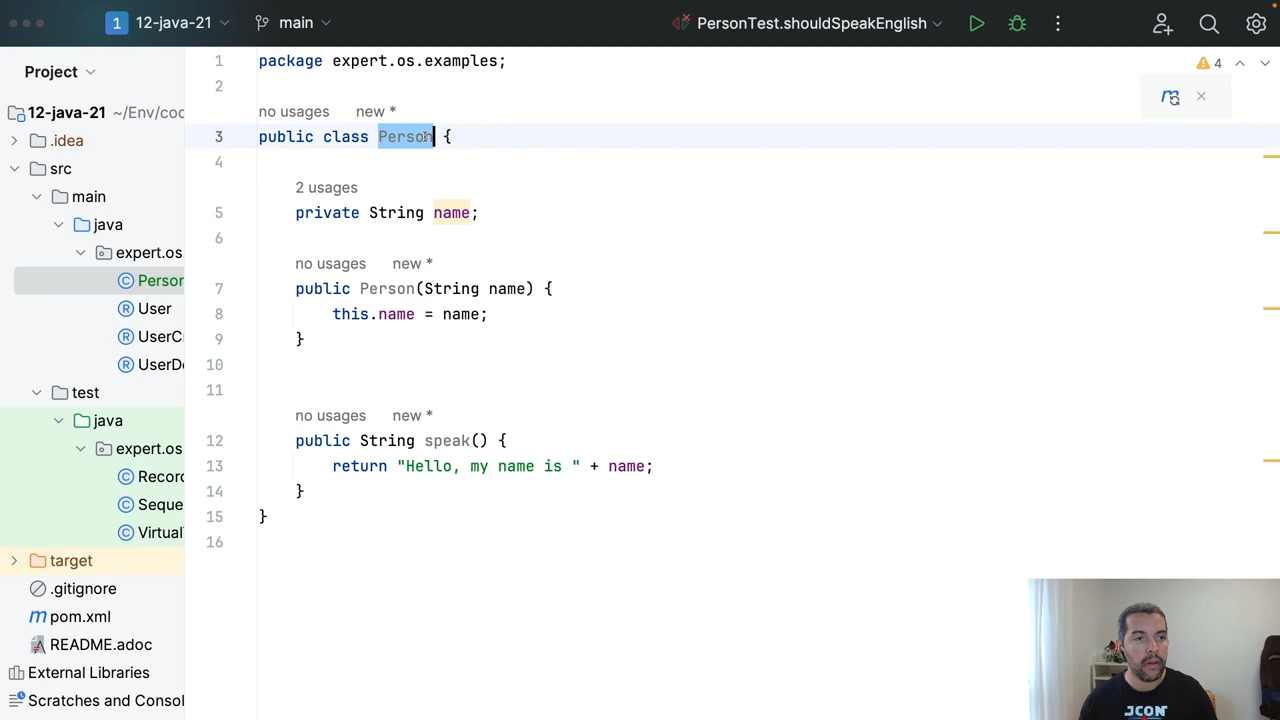 1 12-java-21 main PersonTest.shouldSpeakEnglish
Project
12-java-21 ~/Env/coc
.idea
src
main
java
expert.os
Person
User
UserC
UserDe
test
java
expert.os
Record
Seque
Virtual
target
.gitignore
pom.xml
README.adoc
External Libraries
Scratches and Consol
4
1 package expert.os.examples;
2
no usages new *
3 public class Person {
4
2 usages
5 private String name;
6
no usages new *
7 public Person(String name) {
8 this.name = name;
9 }
10
11
no usages new *
12 public String speak() {
13 return "Hello, my name is " + name;
14 }
15 }
16
JCON